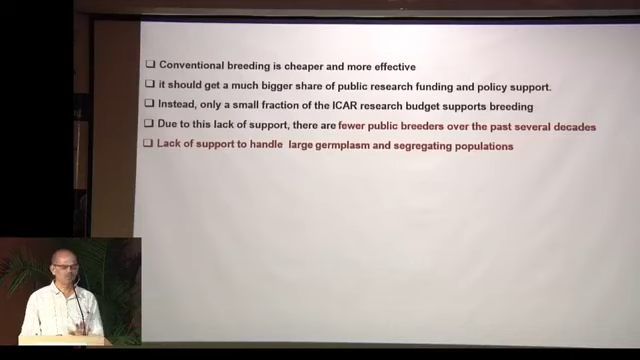 Conventional breeding is cheaper and more effective
it should get a much bigger share of public research funding and policy support.
Instead, only a small fraction of the ICAR research budget supports breeding
Due to this lack of support, there are fewer public breeders over the past several decades
Lack of support to handle large germplasm and segregating populations